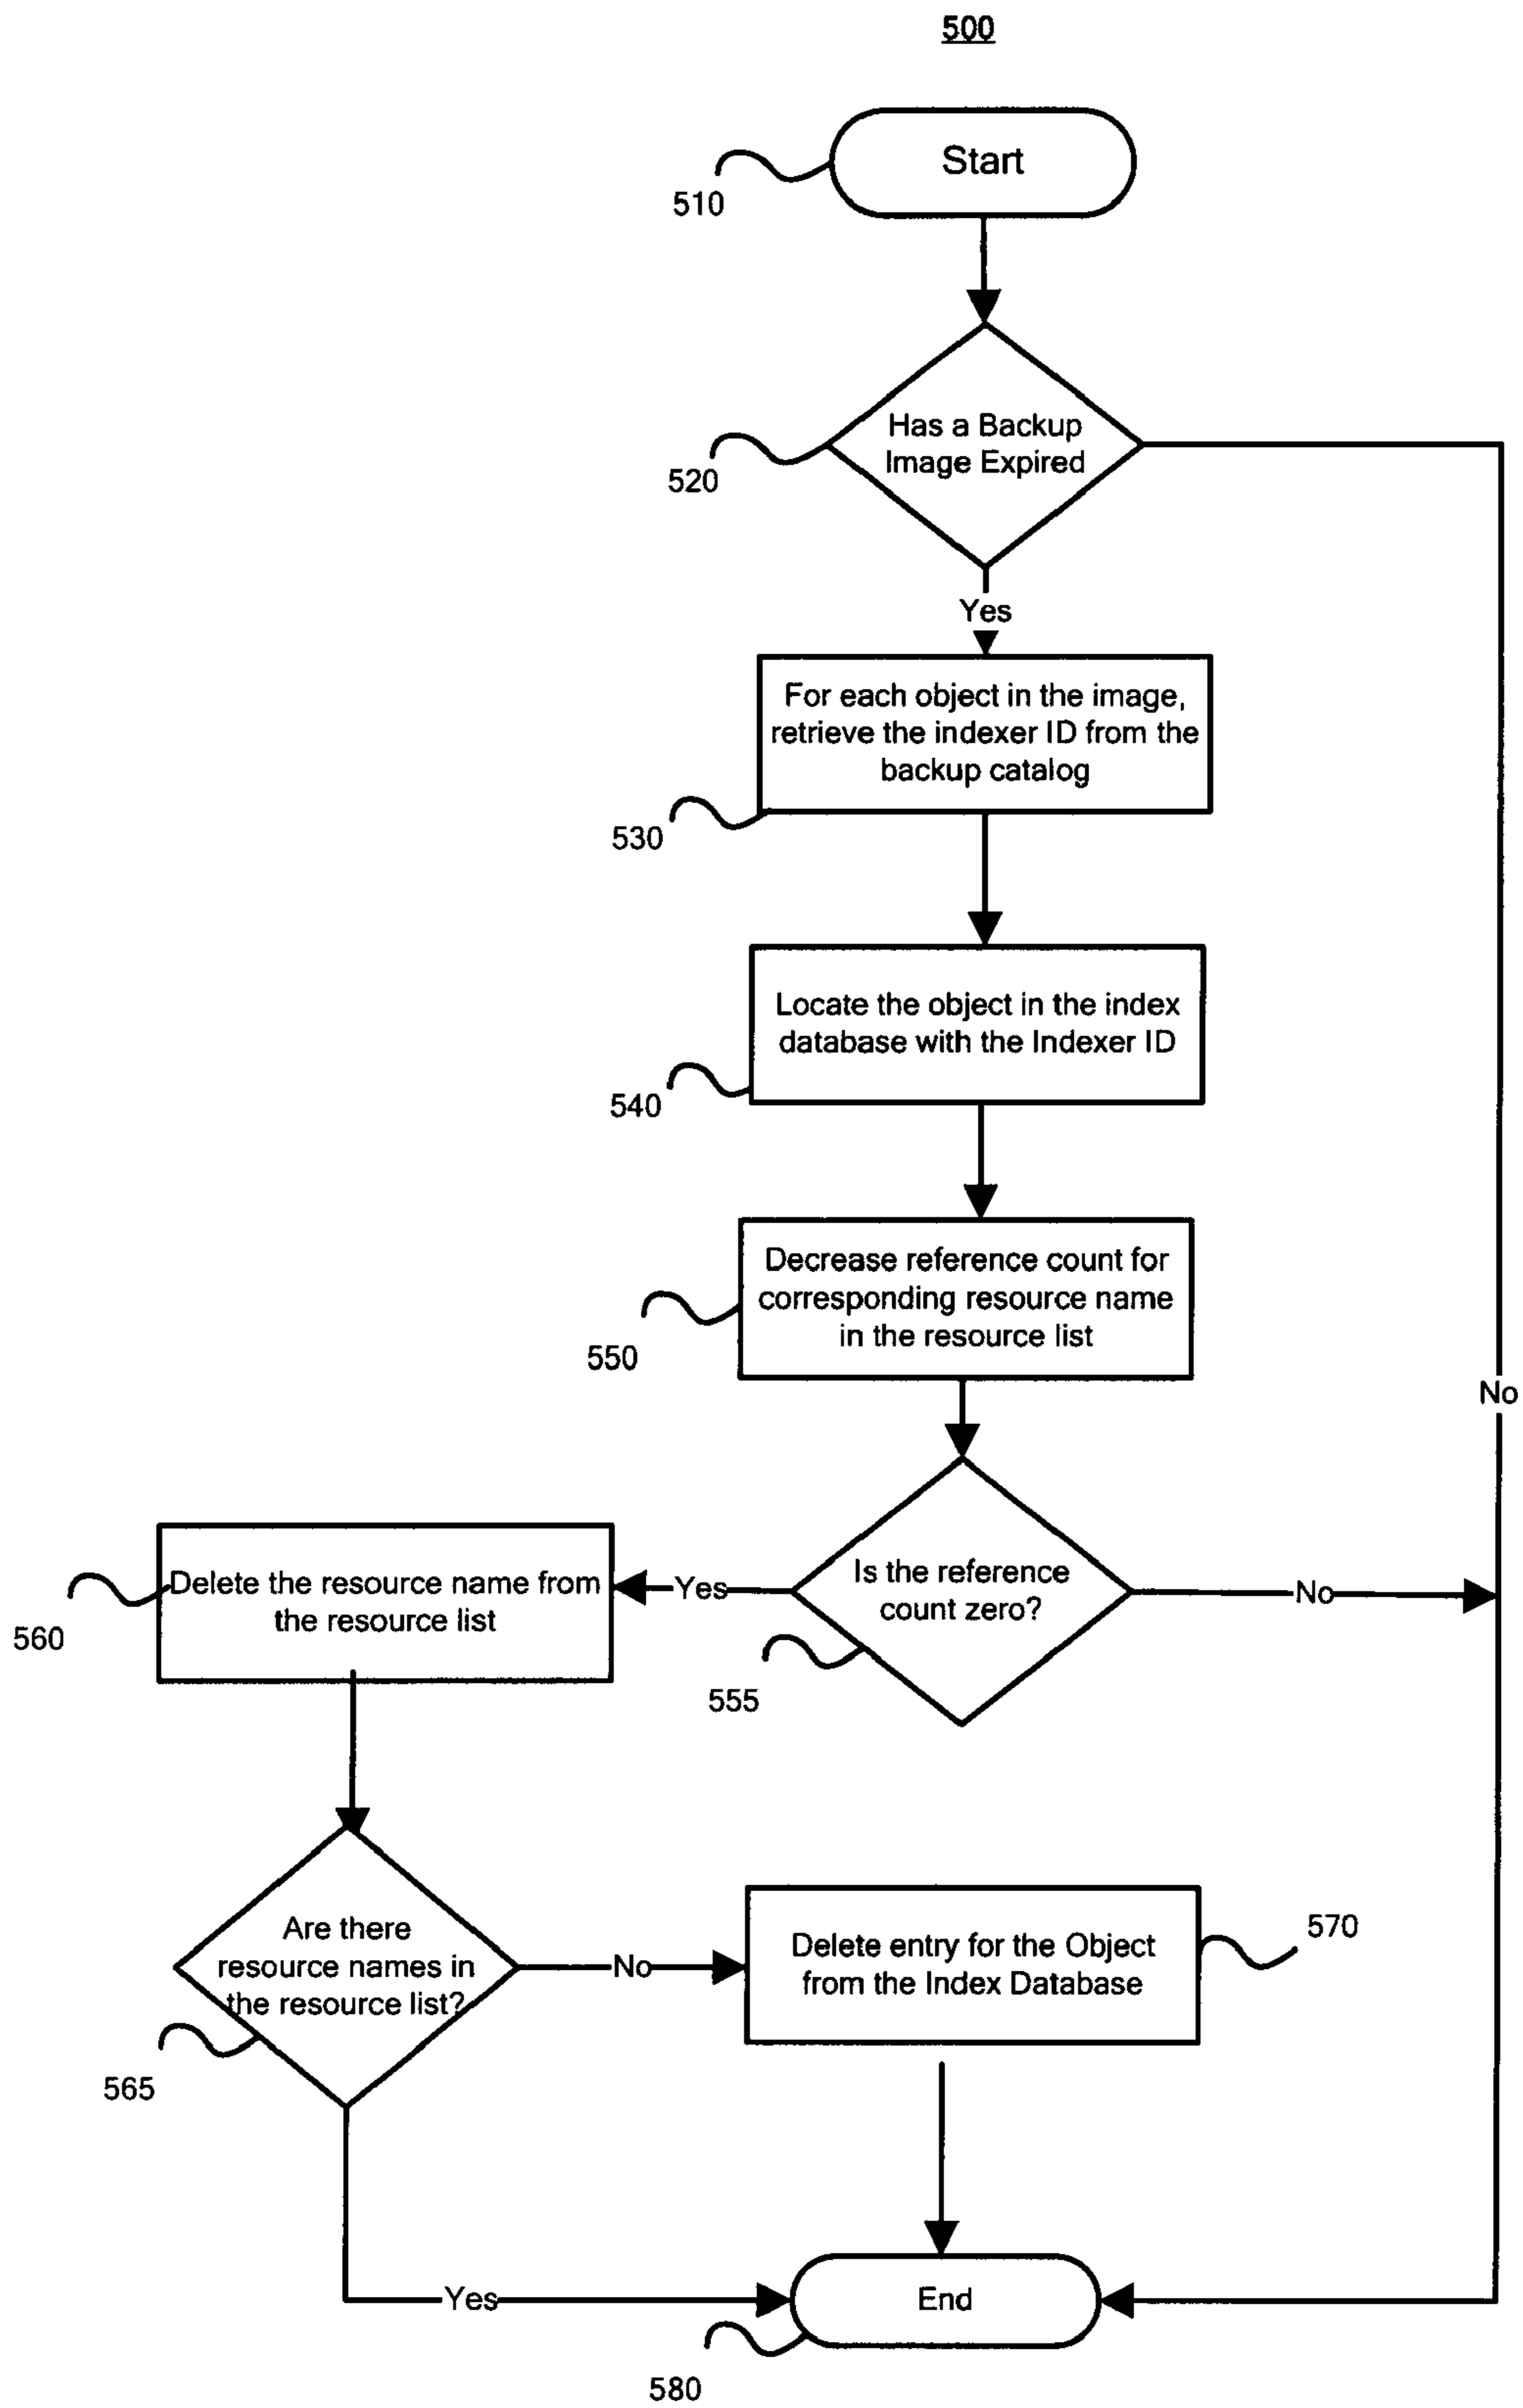 500
Start
510
Has a Backup
Image Expired
520
Yes
For each object in the image,
retrieve the indexer ID from the
backup catalog
530
Locate the object in the index
database with the Indexer ID
540
Decrease reference count for
corresponding resource name
in the resource list
550
No
Delete the resource name from
the resource list
560
Yes
Is the reference
count zero?
No
555
Are there
resource names in
the resource list?
565
No
Delete entry for the Object
from the Index Database
570
Yes
End
580